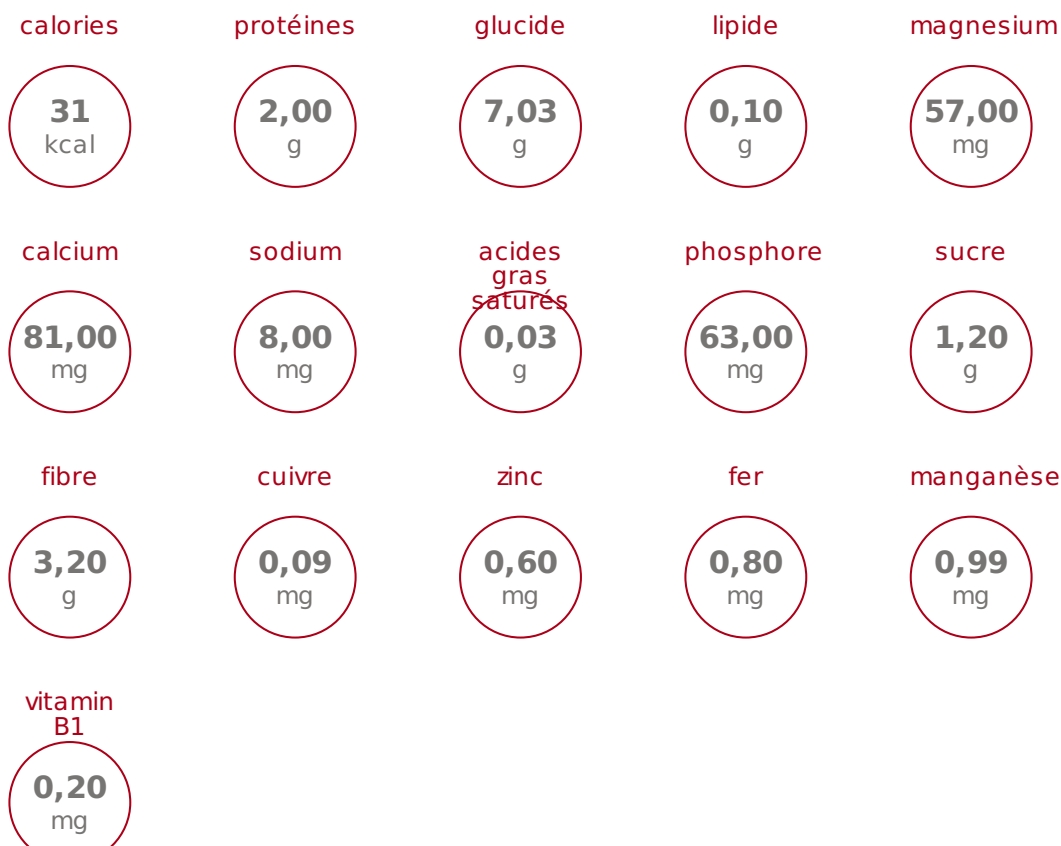 calories
31
kcal
protéines
2,00
g
glucide
7,03
g
lipide
0,10
g
magnesium
57,00
mg
calcium
81,00
mg
sodium
8,00
mg
acides
gras
saturés
0,03
g
phosphore
63,00
mg
sucre
1,20
g
fibre
3,20
g
cuivre
0,09
mg
zinc
0,60
mg
fer
0,80
mg
manganèse
0,99
mg
vitamin
B1
0,20
mg